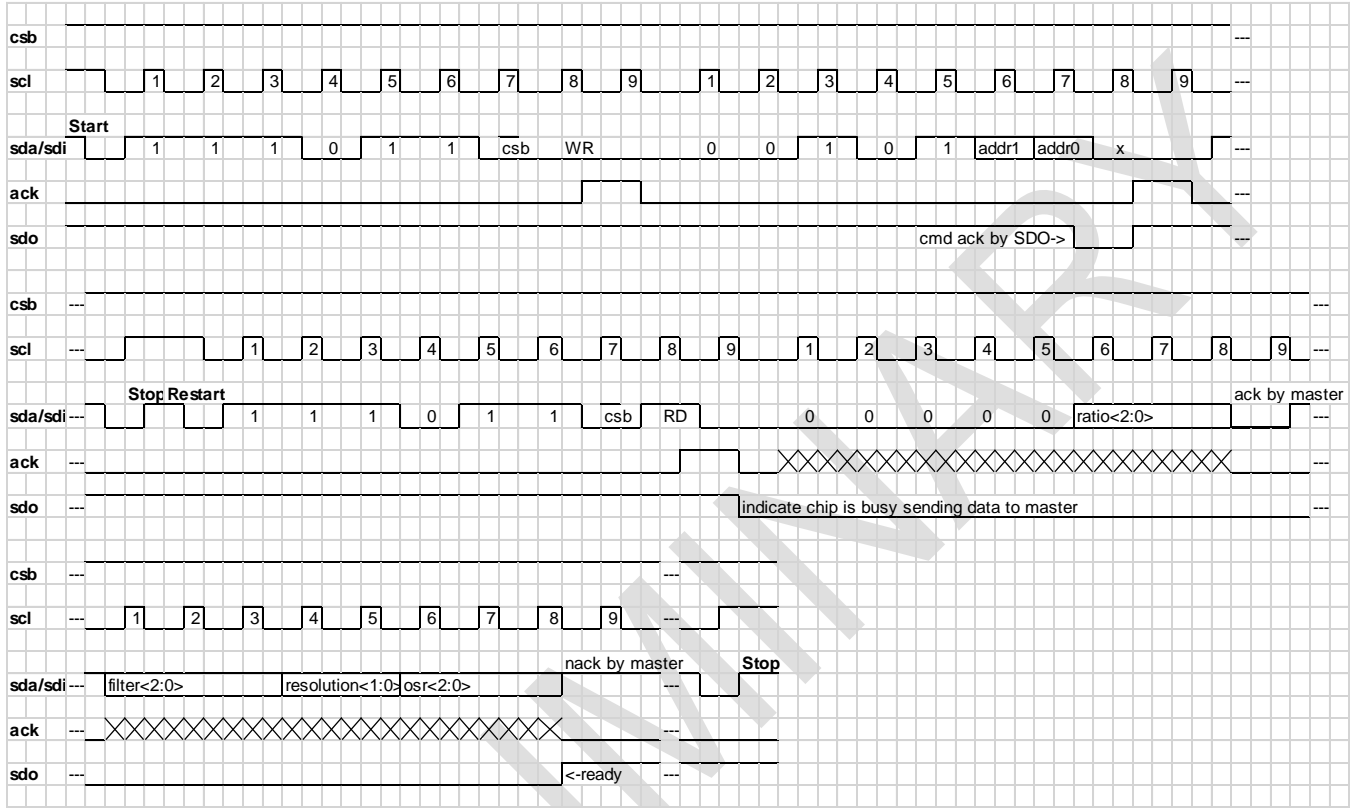 csb ---
scl 1 2 3 4 5 6 7 8 9 1 2 3 4 5 6 7 8 9 ---
Start
sda/sdi 1 1 1 0 1 1 csb WR 0 0 1 0 1 addr1 addr0 x ---
ack ---
sdo cmd ack by SDO-> ---
csb --- ---
scl --- 1 2 3 4 5 6 7 8 9 1 2 3 4 5 6 7 8 9 ---
Stop Restart ack by master
sda/sdi --- 1 1 1 0 1 1 csb RD 0 0 0 0 0 ratio<2:0> ---
ack --- ---
sdo --- indicate chip is busy sending data to master ---
csb --- ---
scl --- 1 2 3 4 5 6 7 8 9 ---
nack by master Stop
sda/sdi --- filter<2:0> resolution<1:0> osr<2:0> ---
ack --- ---
sdo --- <-ready ---
IMINARY